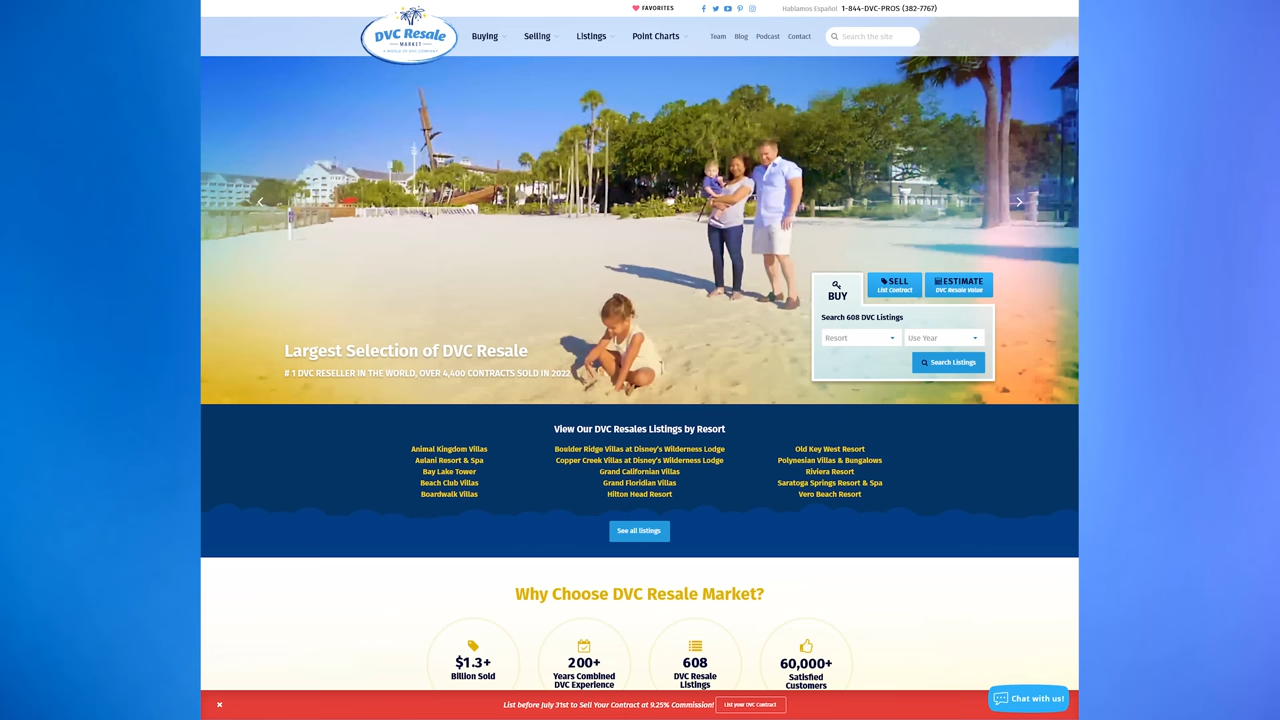 FAVORITES
Hablamos Español 1-844-DVC-PROS (382-7767)
DVC Resale
MARKET
A WORLD OF DVC COMPANY
Buying
Selling
Listings
Point Charts
Team
Blog
Podcast
Contact
Search the site
BUY
SELL
List Contract
ESTIMATE
DVC Resale Value
Search 608 DVC Listings
Resort
Use Year
Search Listings
Largest Selection of DVC Resale
# 1 DVC RESELLER IN THE WORLD, OVER 4,400 CONTRACTS SOLD IN 2022
View Our DVC Resales Listings by Resort
Animal Kingdom Villas
Aulani Resort & Spa
Bay Lake Tower
Beach Club Villas
Boardwalk Villas
Boulder Ridge Villas at Disney's Wilderness Lodge
Copper Creek Villas at Disney's Wilderness Lodge
Grand Californian Villas
Grand Floridian Villas
Hilton Head Resort
Old Key West Resort
Polynesian Villas & Bungalows
Riviera Resort
Saratoga Springs Resort & Spa
Vero Beach Resort
See all listings
Why Choose DVC Resale Market?
$1.3+
Billion Sold
200+
Years Combined
DVC Experience
608
DVC Resale
Listings
60,000+
Satisfied
Customers
List before July 31st to Sell Your Contract at 9.25% Commission!
List your DVC Contract
Chat with us!